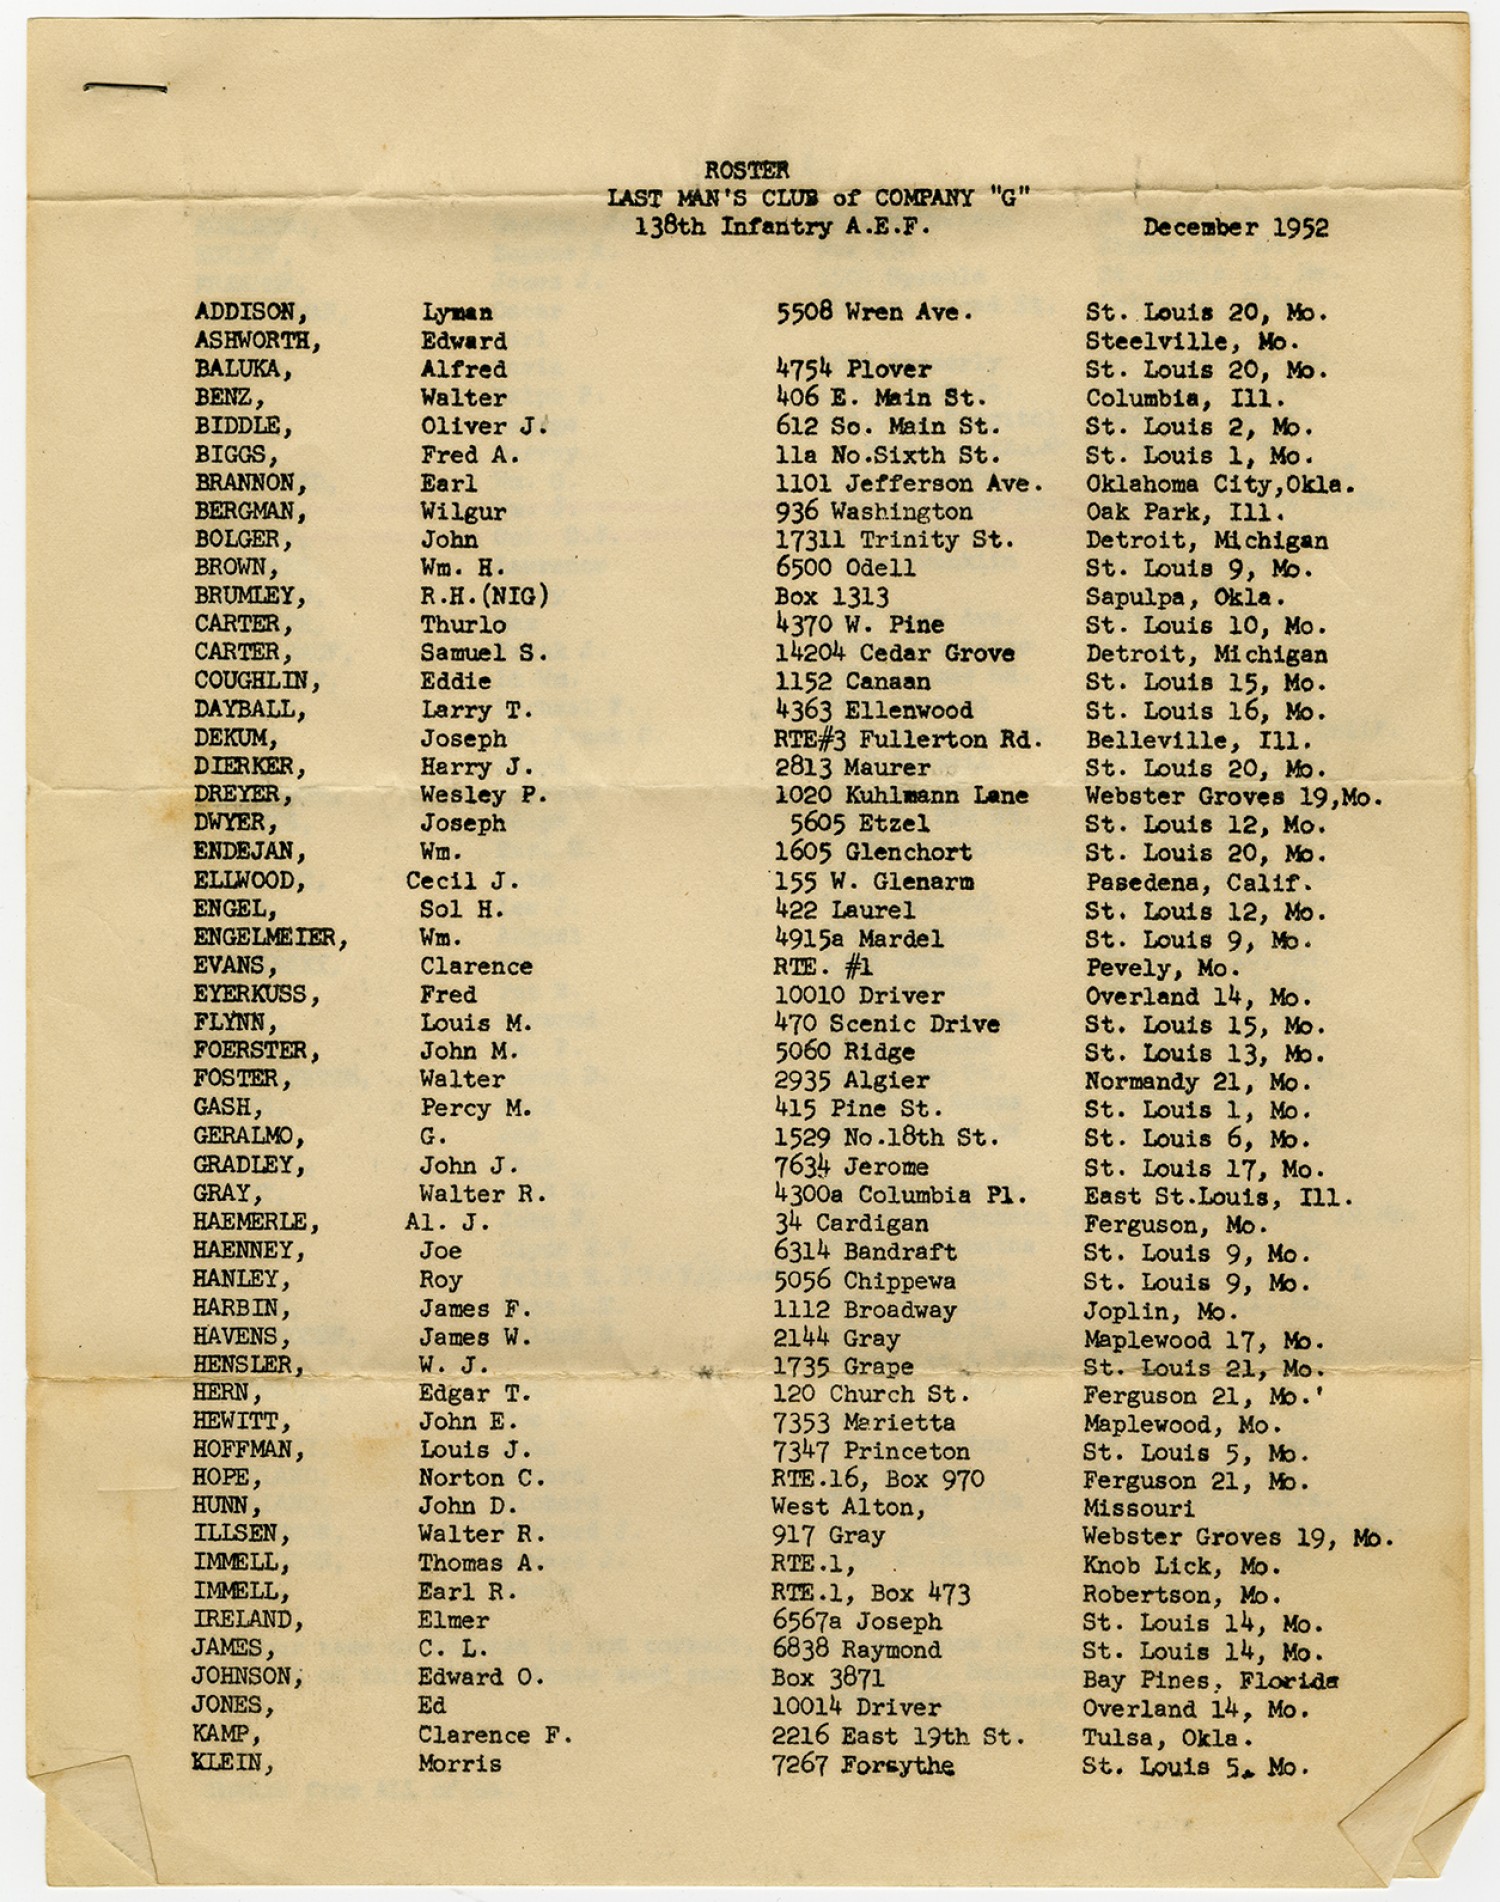 ROSTER
LAST MAN'S CLUB of COMPANY "G"
138th Infantry A.E.F. December 1952
ADDISON, Lyman 5508 Wren Ave. St. Louis 20, Mo.
ASHWORTH, Edward Steelville, Mo.
BALUKA, Alfred 4754 Plover St. Louis 20, Mo.
BENZ, Walter 406 E. Main St. Columbia, Ill.
BIDDLE, Oliver J. 612 So. Main St. St. Louis 2, Mo.
BIGGS, Fred A. 11a No.Sixth St. St. Louis 1, Mo.
BRANNON, Earl 1101 Jefferson Ave. Oklahoma City,Okla.
BERGMAN, Wilgur 936 Washington Oak Park, Ill.
BOLGER, John 17311 Trinity St. Detroit, Michigan
BROWN, Wm. H. 6500 Odell St. Louis 9, Mo.
BRUMLEY, R.H.(NIG) Box 1313 Sapulpa, Okla.
CARTER, Thurlo 4370 W. Pine St. Louis 10, Mo.
CARTER, Samuel S. 14204 Cedar Grove Detroit, Michigan
COUGHLIN, Eddie 1152 Canaan St. Louis 15, Mo.
DAYBALL, Larry T. 4363 Ellenwood St. Louis 16, Mo.
DEKUM, Joseph RTE#3 Fullerton Rd. Belleville, Ill.
DIERKER, Harry J. 2813 Maurer St. Louis 20, Mo.
DREYER, Wesley P. 1020 Kuhlmann Lane Webster Groves 19,Mo.
DWYER, Joseph 5605 Etzel St. Louis 12, Mo.
ENDEJAN, Wm. 1605 Glenchort St. Louis 20, Mo.
ELLWOOD, Cecil J. 155 W. Glenarm Pasedena, Calif.
ENGEL, Sol H. 422 Laurel St. Louis 12, Mo.
ENGELMEIER, Wm. 4915a Mardel St. Louis 9, Mo.
EVANS, Clarence RTE. #1 Pevely, Mo.
EYERKUSS, Fred 10010 Driver Overland 14, Mo.
FLYNN, Louis M. 470 Scenic Drive St. Louis 15, Mo.
FOERSTER, John M. 5060 Ridge St. Louis 13, Mo.
FOSTER, Walter 2935 Algier Normandy 21, Mo.
GASH, Percy M. 415 Pine St. St. Louis 1, Mo.
GERALMO, G. 1529 No.18th St. St. Louis 6, Mo.
GRADLEY, John J. 7634 Jerome St. Louis 17, Mo.
GRAY, Walter R. 4300a Columbia Pl. East St.Louis, Ill.
HAEMERLE, Al. J. 34 Cardigan Ferguson, Mo.
HAENNEY, Joe 6314 Bandraft St. Louis 9, Mo.
HANLEY, Roy 5056 Chippewa St. Louis 9, Mo.
HARBIN, James F. 1112 Broadway Joplin, Mo.
HAVENS, James W. 2144 Gray Maplewood 17, Mo.
HENSLER, W. J. 1735 Grape St. Louis 21, Mo.
HERN, Edgar T. 120 Church St. Ferguson 21, Mo.'
HEWITT, John E. 7353 Marietta Maplewood, Mo.
HOFFMAN, Louis J. 7347 Princeton St. Louis 5, Mo.
HOPE, Norton C. RTE.16, Box 970 Ferguson 21, Mo.
HUNN, John D. West Alton, Missouri
ILLSEN, Walter R. 917 Gray Webster Groves 19, Mo.
IMMELL, Thomas A. RTE.1, Knob Lick, Mo.
IMMELL, Earl R. RTE.1, Box 473 Robertson, Mo.
IRELAND, Elmer 6567a Joseph St. Louis 14, Mo.
JAMES, C. L. 6838 Raymond St. Louis 14, Mo.
JOHNSON, Edward O. Box 3871 Bay Pines, Florida
JONES, Ed 10014 Driver Overland 14, Mo.
KAMP, Clarence F. 2216 East 19th St. Tulsa, Okla.
KLEIN, Morris 7267 Forsythe St. Louis 5, Mo.